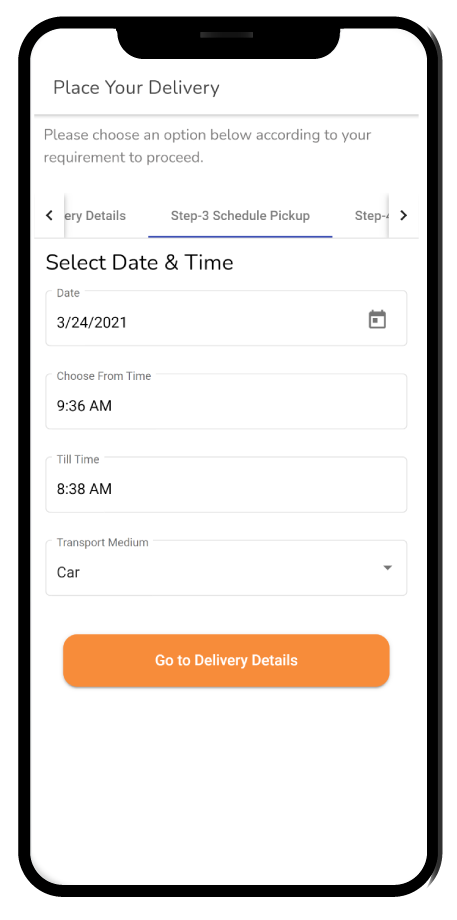 Place Your Delivery
Please choose an option below according to your
requirement to proceed.
ery Details Step-3 Schedule Pickup Step-4
Select Date & Time
Date
3/24/2021
Choose From Time
9:36 AM
Till Time
8:38 AM
Transport Medium
Car
Go to Delivery Details